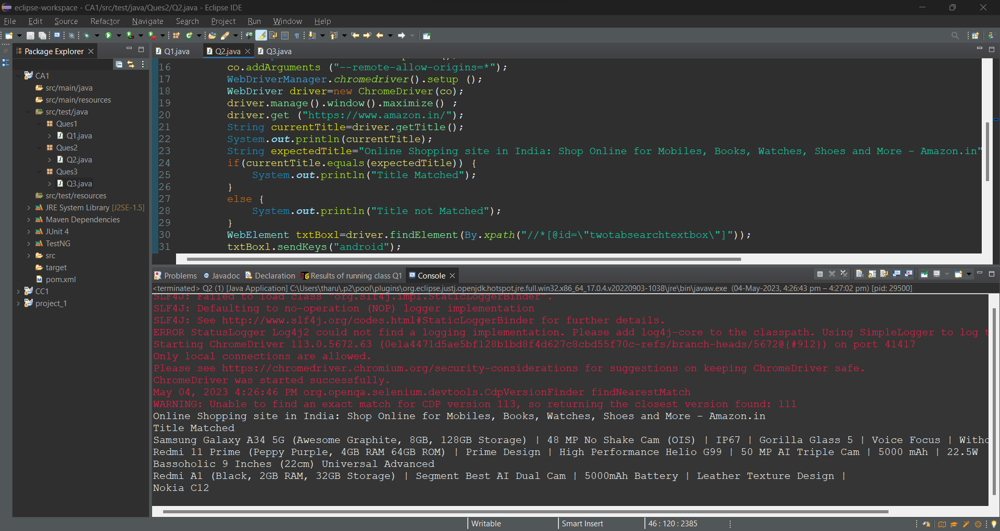 eclipse-workspace - CA1/src/test/java/Ques2/Q2.java - Eclipse IDE
File Edit Source Refactor Navigate Search Project Run Window Help
Package Explorer
Q1.java Q2.java Q3.java
CA1
src/main/java
src/main/resources
src/test/java
Ques1
Q1.java
Ques2
Q2.java
Ques3
Q3.java
src/test/resources
JRE System Library [J2SE-1.5]
Maven Dependencies
JUnit 4
TestNG
src
target
pom.xml
CC1
project_1
16 co.addArguments ("--remote-allow-origins=*");
17 WebDriverManager.chromedriver().setup ();
18 WebDriver driver=new ChromeDriver(co);
19 driver.manage().window().maximize() ;
20 driver.get ("https://www.amazon.in/");
21 String currentTitle=driver.getTitle();
22 System.out.println(currentTitle);
23 String expectedTitle="Online Shopping site in India: Shop Online for Mobiles, Books, Watches, Shoes and More - Amazon.in"
24 if(currentTitle.equals(expectedTitle)) {
25 System.out.println("Title Matched");
26 }
27 else {
28 System.out.println("Title not Matched");
29 }
30 WebElement txtBoxl=driver.findElement(By.xpath("//*[@id=\"twotabsearchtextbox\"]"));
31 txtBoxl.sendKeys("android");
Problems Javadoc Declaration Results of running class Q1 Console
<terminated> Q2 (1) [Java Application] C:\Users\tharu\.p2\pool\plugins\org.eclipse.justj.openjdk.hotspot.jre.full.win32.x86_64_17.0.4.v20220903-1038\jre\bin\javaw.exe (04-May-2023, 4:26:43 pm – 4:27:02 pm) [pid: 29500]
SLF4J: Failed to load class "org.slf4j.impl.StaticLoggerBinder".
SLF4J: Defaulting to no-operation (NOP) logger implementation
SLF4J: See http://www.slf4j.org/codes.html#StaticLoggerBinder for further details.
ERROR StatusLogger Log4j2 could not find a logging implementation. Please add log4j-core to the classpath. Using SimpleLogger to log t
Starting ChromeDriver 113.0.5672.63 (0e1a4471d5ae5bf128b1bd8f4d627c8cbd55f70c-refs/branch-heads/5672@{#912}) on port 41417
Only local connections are allowed.
Please see https://chromedriver.chromium.org/security-considerations for suggestions on keeping ChromeDriver safe.
ChromeDriver was started successfully.
May 04, 2023 4:26:46 PM org.openqa.selenium.devtools.CdpVersionFinder findNearestMatch
WARNING: Unable to find an exact match for CDP version 113, so returning the closest version found: 111
Online Shopping site in India: Shop Online for Mobiles, Books, Watches, Shoes and More - Amazon.in
Title Matched
Samsung Galaxy A34 5G (Awesome Graphite, 8GB, 128GB Storage) | 48 MP No Shake Cam (OIS) | IP67 | Gorilla Glass 5 | Voice Focus | Witho
Redmi 11 Prime (Peppy Purple, 4GB RAM 64GB ROM) | Prime Design | High Performance Helio G99 | 50 MP AI Triple Cam | 5000 mAh | 22.5W
Bassoholic 9 Inches (22cm) Universal Advanced
Redmi A1 (Black, 2GB RAM, 32GB Storage) | Segment Best AI Dual Cam | 5000mAh Battery | Leather Texture Design |
Nokia C12
Writable Smart Insert 46 : 120 : 2385